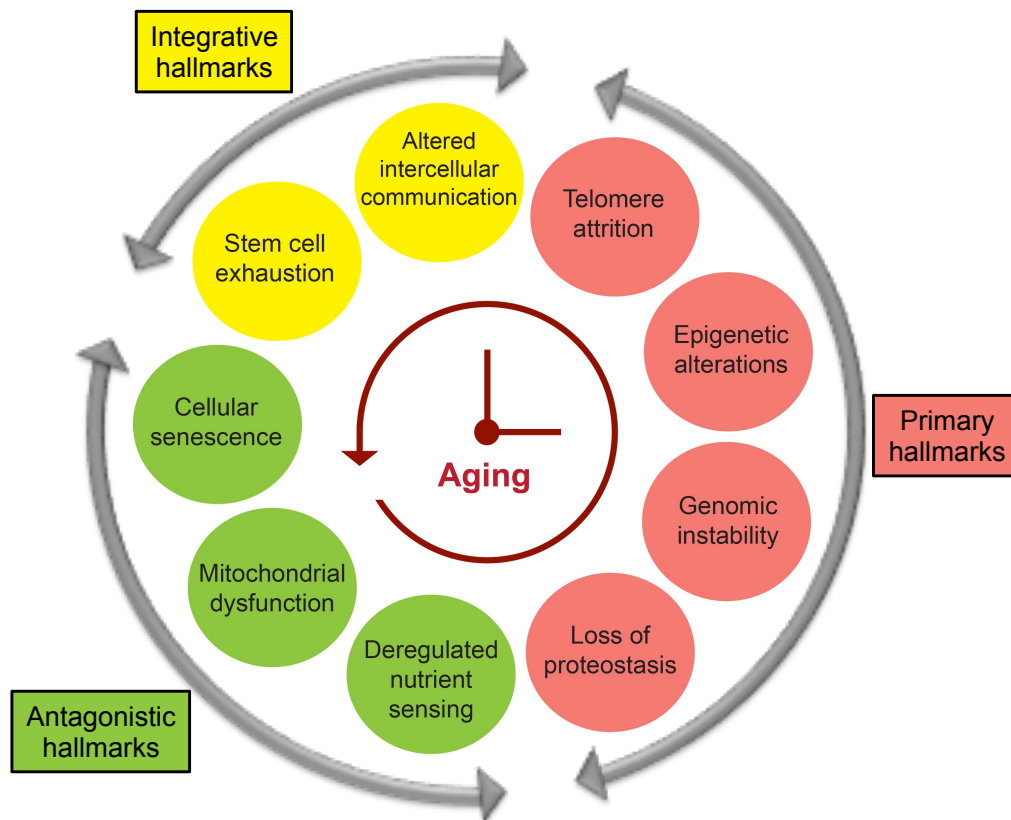 Integrative
hallmarks
Altered
intercellular
communication
Telomere
attrition
Stem cell
exhaustion
Epigenetic
alterations
Cellular
senescence
Aging
Primary
hallmarks
Genomic
instability
Mitochondrial
dysfunction
Loss of
proteostasis
Deregulated
nutrient
sensing
Antagonistic
hallmarks